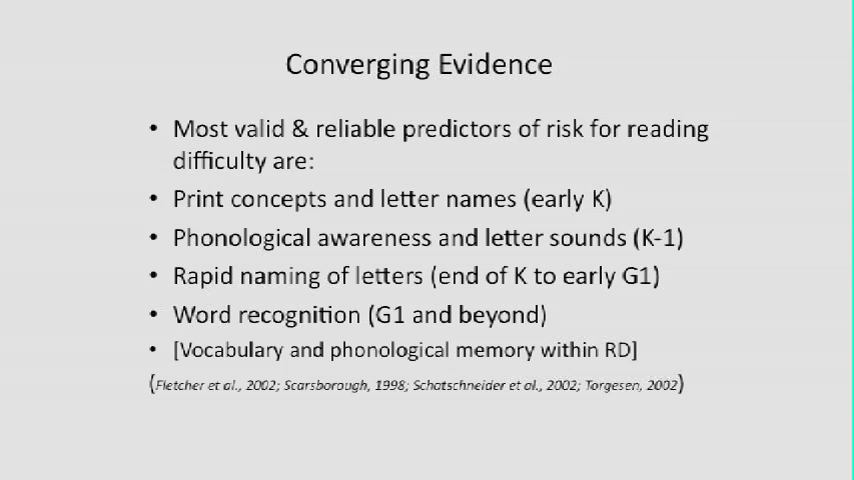 Converging Evidence
• Most valid & reliable predictors of risk for reading
difficulty are:
• Print concepts and letter names (early K)
• Phonological awareness and letter sounds (K-1)
• Rapid naming of letters (end of K to early G1)
• Word recognition (G1 and beyond)
• [Vocabulary and phonological memory within RD]
(Fletcher et al., 2002; Scarsborough, 1998; Schatschneider et al., 2002; Torgesen, 2002)